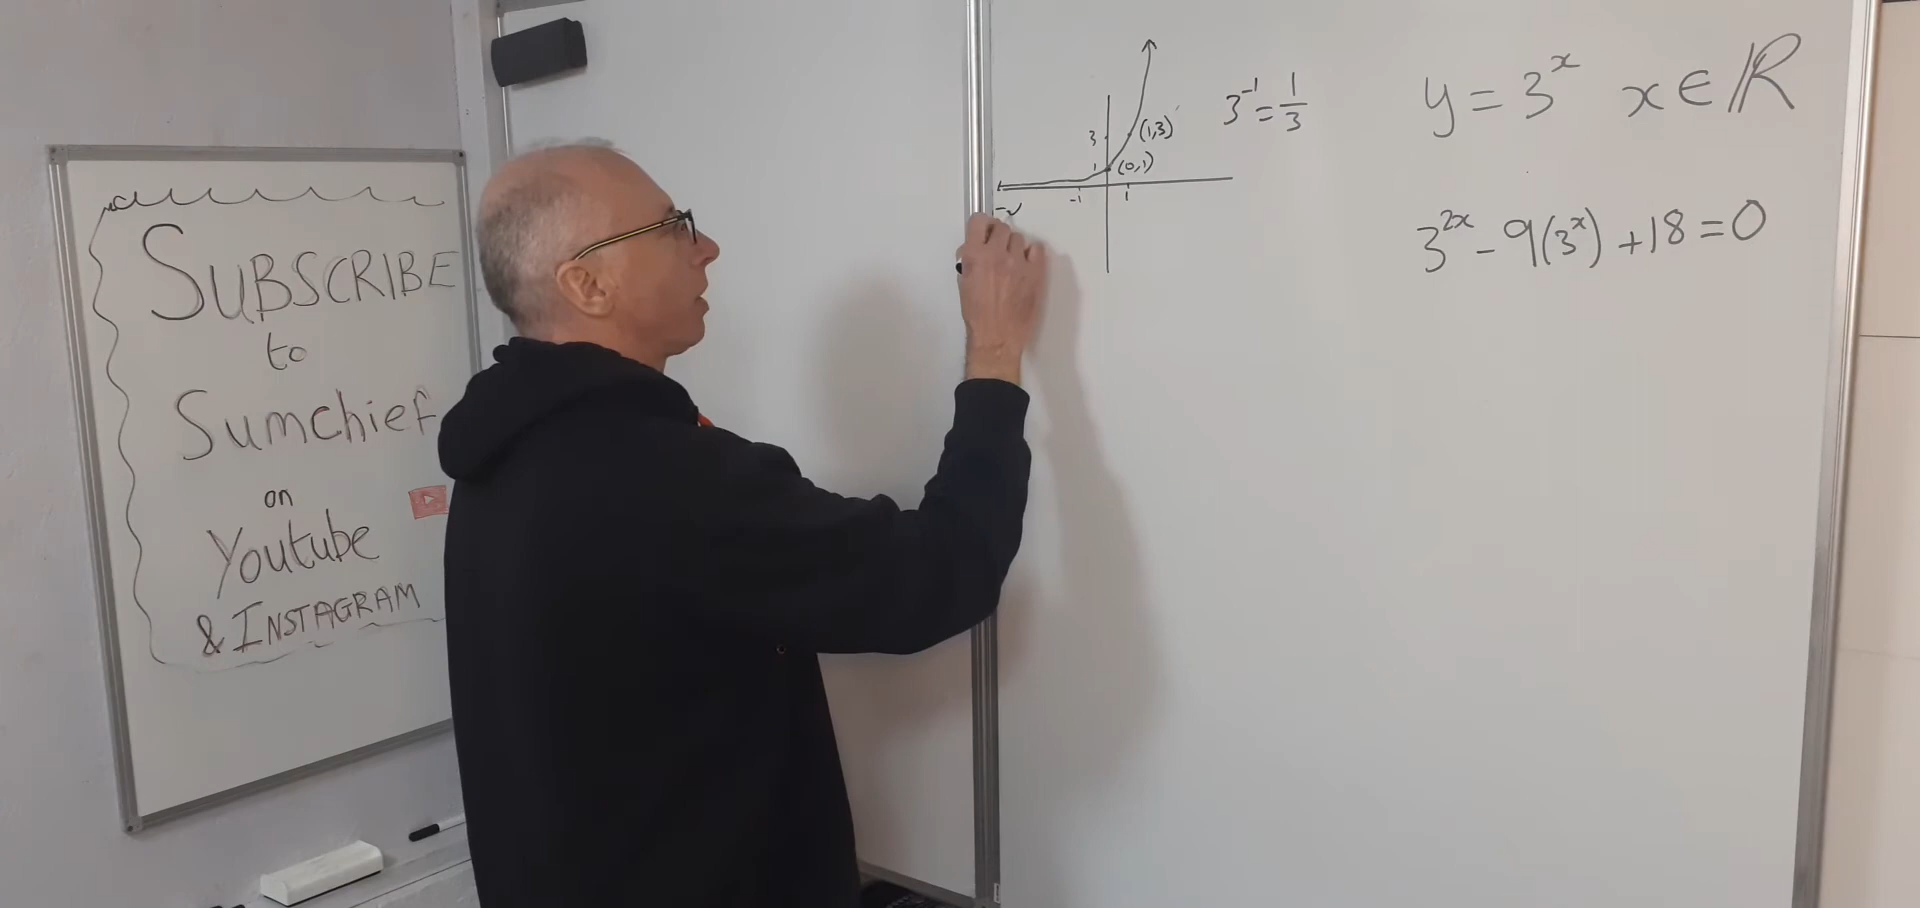 SUBSCRIBE
to
Sumchief
on
Youtube
& INSTAGRAM
3
(1,3)
1
(0,1)
-1
1
3⁻¹ = 1/3
y = 3ˣ x ∈ ℝ
3²ˣ - 9(3ˣ) + 18 = 0